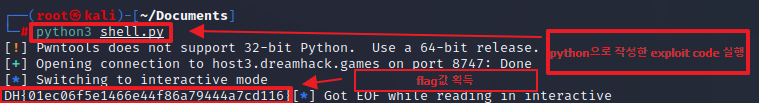 ┌──(root㉿kali)-[~/Documents]
└─# python3 shell.py
[!] Pwntools does not support 32-bit Python.  Use a 64-bit release.
[+] Opening connection to host3.dreamhack.games on port 8747: Done
python으로 작성한 exploit code 실행
[*] Switching to interactive mode
flag값 획득
DH{01ec06f5e1466e44f86a79444a7cd116}[*] Got EOF while reading in interactive